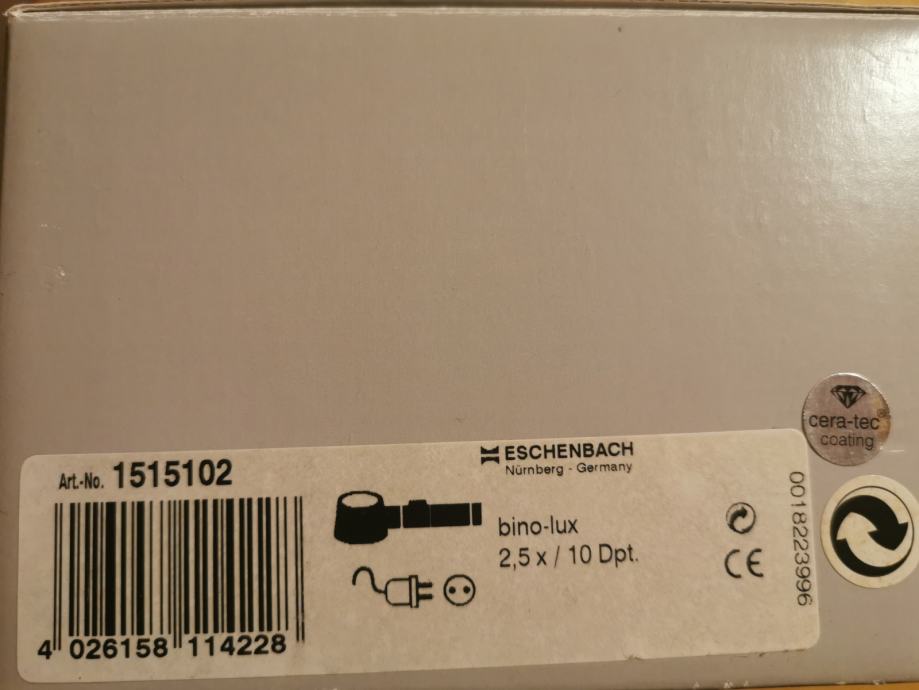 cera-tec®
coating
Art.-No. 1515102
ESCHENBACH
Nürnberg - Germany
bino-lux
2,5 x / 10 Dpt.
CE
0018223996
4 026158 114228